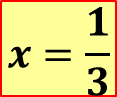 x = 1/3